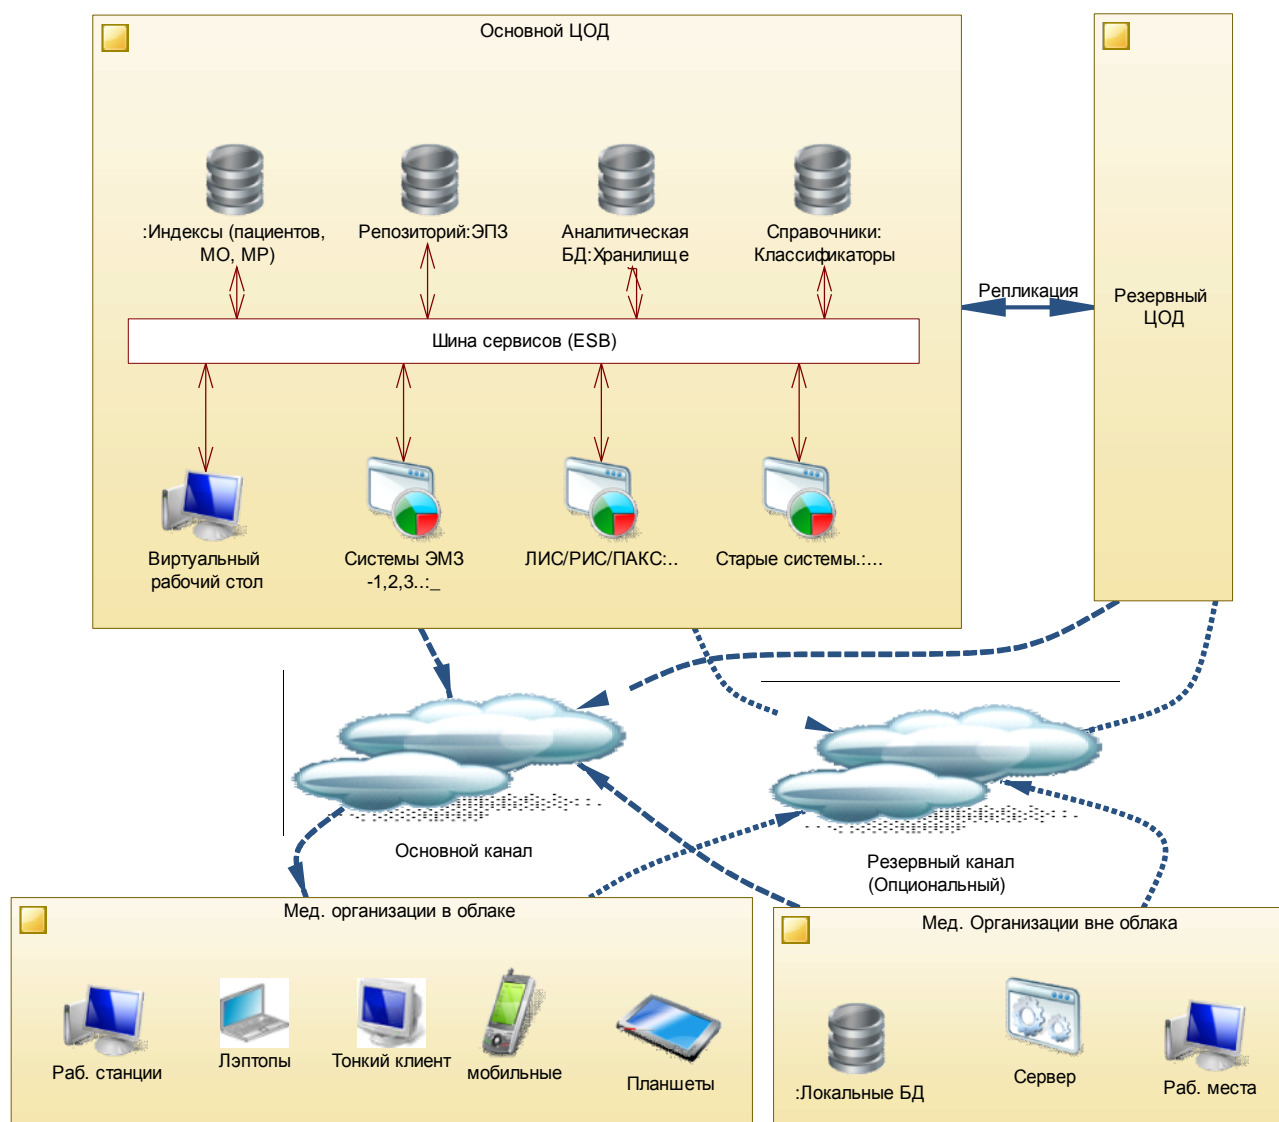 Основной ЦОД
:Индексы (пациентов,
МО, МР)
Репозиторий:ЭПЗ
Аналитическая
БД:Хранилище
Справочники:
Классификаторы
Репликация
Резервный
ЦОД
Шина сервисов (ESB)
Виртуальный
рабочий стол
Системы ЭМЗ
-1,2,3..:_
ЛИС/РИС/ПАКС:..
Старые системы.:...
Основной канал
Резервный канал
(Опциональный)
Мед. организации в облаке
Раб. станции
Лэптопы
Тонкий клиент
мобильные
Планшеты
Мед. Организации вне облака
:Локальные БД
Сервер
Раб. места